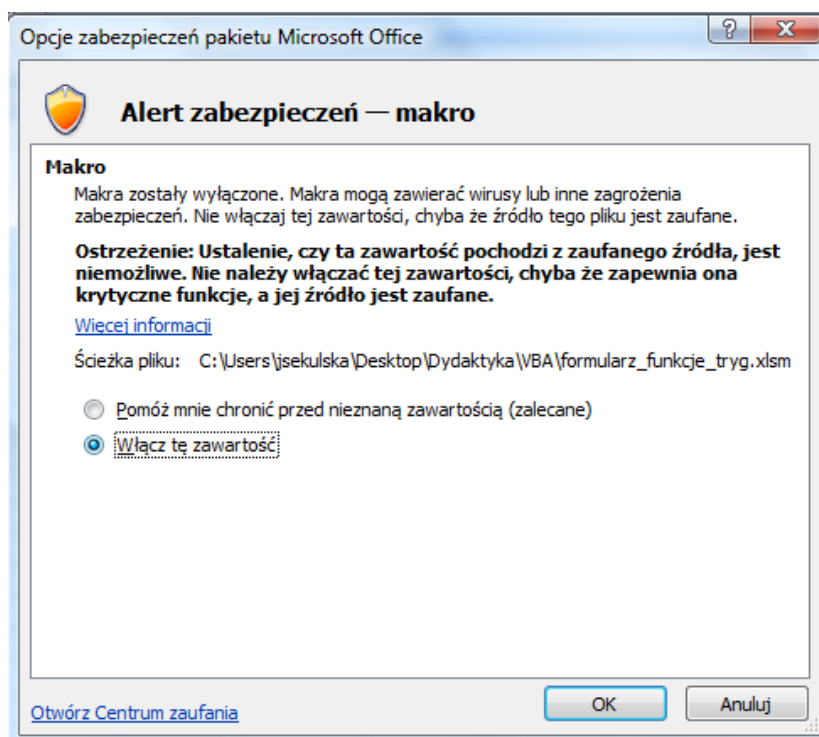 Opcje zabezpieczeń pakietu Microsoft Office
Alert zabezpieczeń — makro
Makro
Makra zostały wyłączone. Makra mogą zawierać wirusy lub inne zagrożenia
zabezpieczeń. Nie włączaj tej zawartości, chyba że źródło tego pliku jest zaufane.
Ostrzeżenie: Ustalenie, czy ta zawartość pochodzi z zaufanego źródła, jest
niemożliwe. Nie należy włączać tej zawartości, chyba że zapewnia ona
krytyczne funkcje, a jej źródło jest zaufane.
Więcej informacji
Ścieżka pliku: C:\Users\jsekulska\Desktop\Dydaktyka\VBA\formularz_funkcje_tryg.xlsm
Pomóż mnie chronić przed nieznaną zawartością (zalecane)
Włącz tę zawartość
Otwórz Centrum zaufania
OK
Anuluj